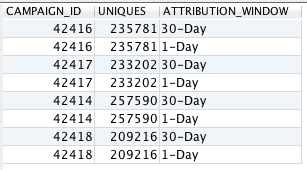 CAMPAIGN_ID UNIQUES ATTRIBUTION_WINDOW
42416 235781 30-Day
42416 235781 1-Day
42417 233202 30-Day
42417 233202 1-Day
42414 257590 30-Day
42414 257590 1-Day
42418 209216 30-Day
42418 209216 1-Day